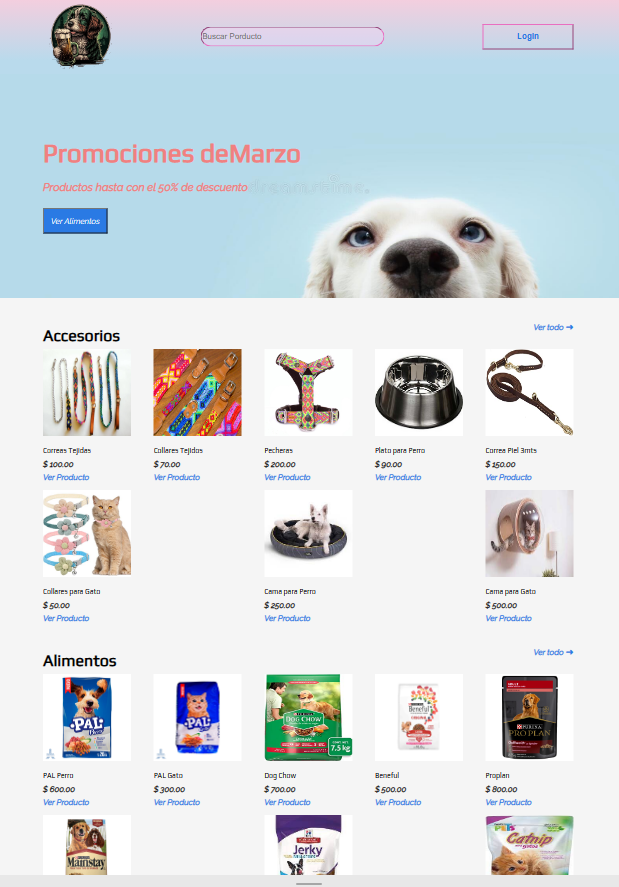 Buscar Porducto
Login
Promociones deMarzo
Productos hasta con el 50% de descuento
Ver Alimentos
Accesorios
Ver todo ➜
Correas Tejidas
$ 100.00
Ver Producto
Collares Tejidos
$ 70.00
Ver Producto
Pecheras
$ 200.00
Ver Producto
Plato para Perro
$ 90.00
Ver Producto
Correa Piel 3mts
$ 150.00
Ver Producto
Collares para Gato
$ 50.00
Ver Producto
Cama para Perro
$ 250.00
Ver Producto
Cama para Gato
$ 500.00
Ver Producto
Alimentos
Ver todo ➜
PAL
PAL
DOG CHOW
7.5 kg
Beneful
PURINA
PRO PLAN
PAL Perro
$ 600.00
Ver Producto
PAL Gato
$ 300.00
Ver Producto
Dog Chow
$ 700.00
Ver Producto
Beneful
$ 500.00
Ver Producto
Proplan
$ 800.00
Ver Producto
Mainstay
Jerky
Catnip